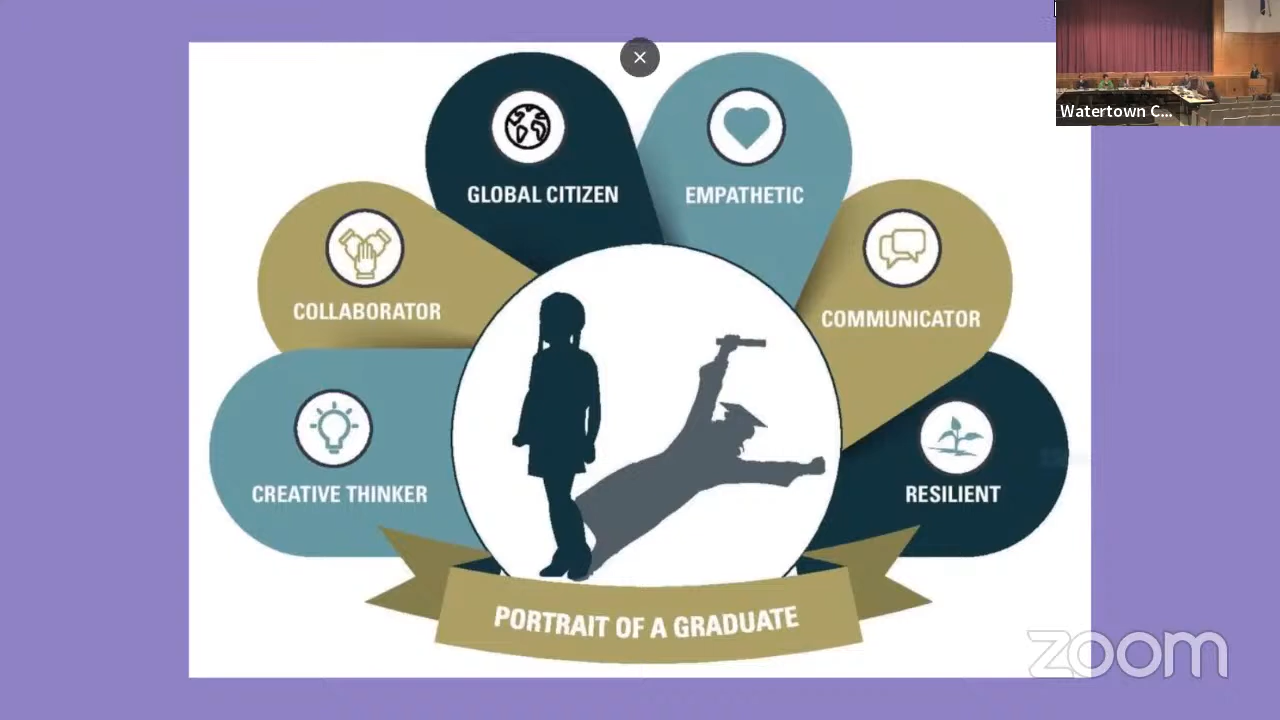 Watertown C...
GLOBAL CITIZEN
EMPATHETIC
COLLABORATOR
COMMUNICATOR
CREATIVE THINKER
RESILIENT
PORTRAIT OF A GRADUATE
zoom